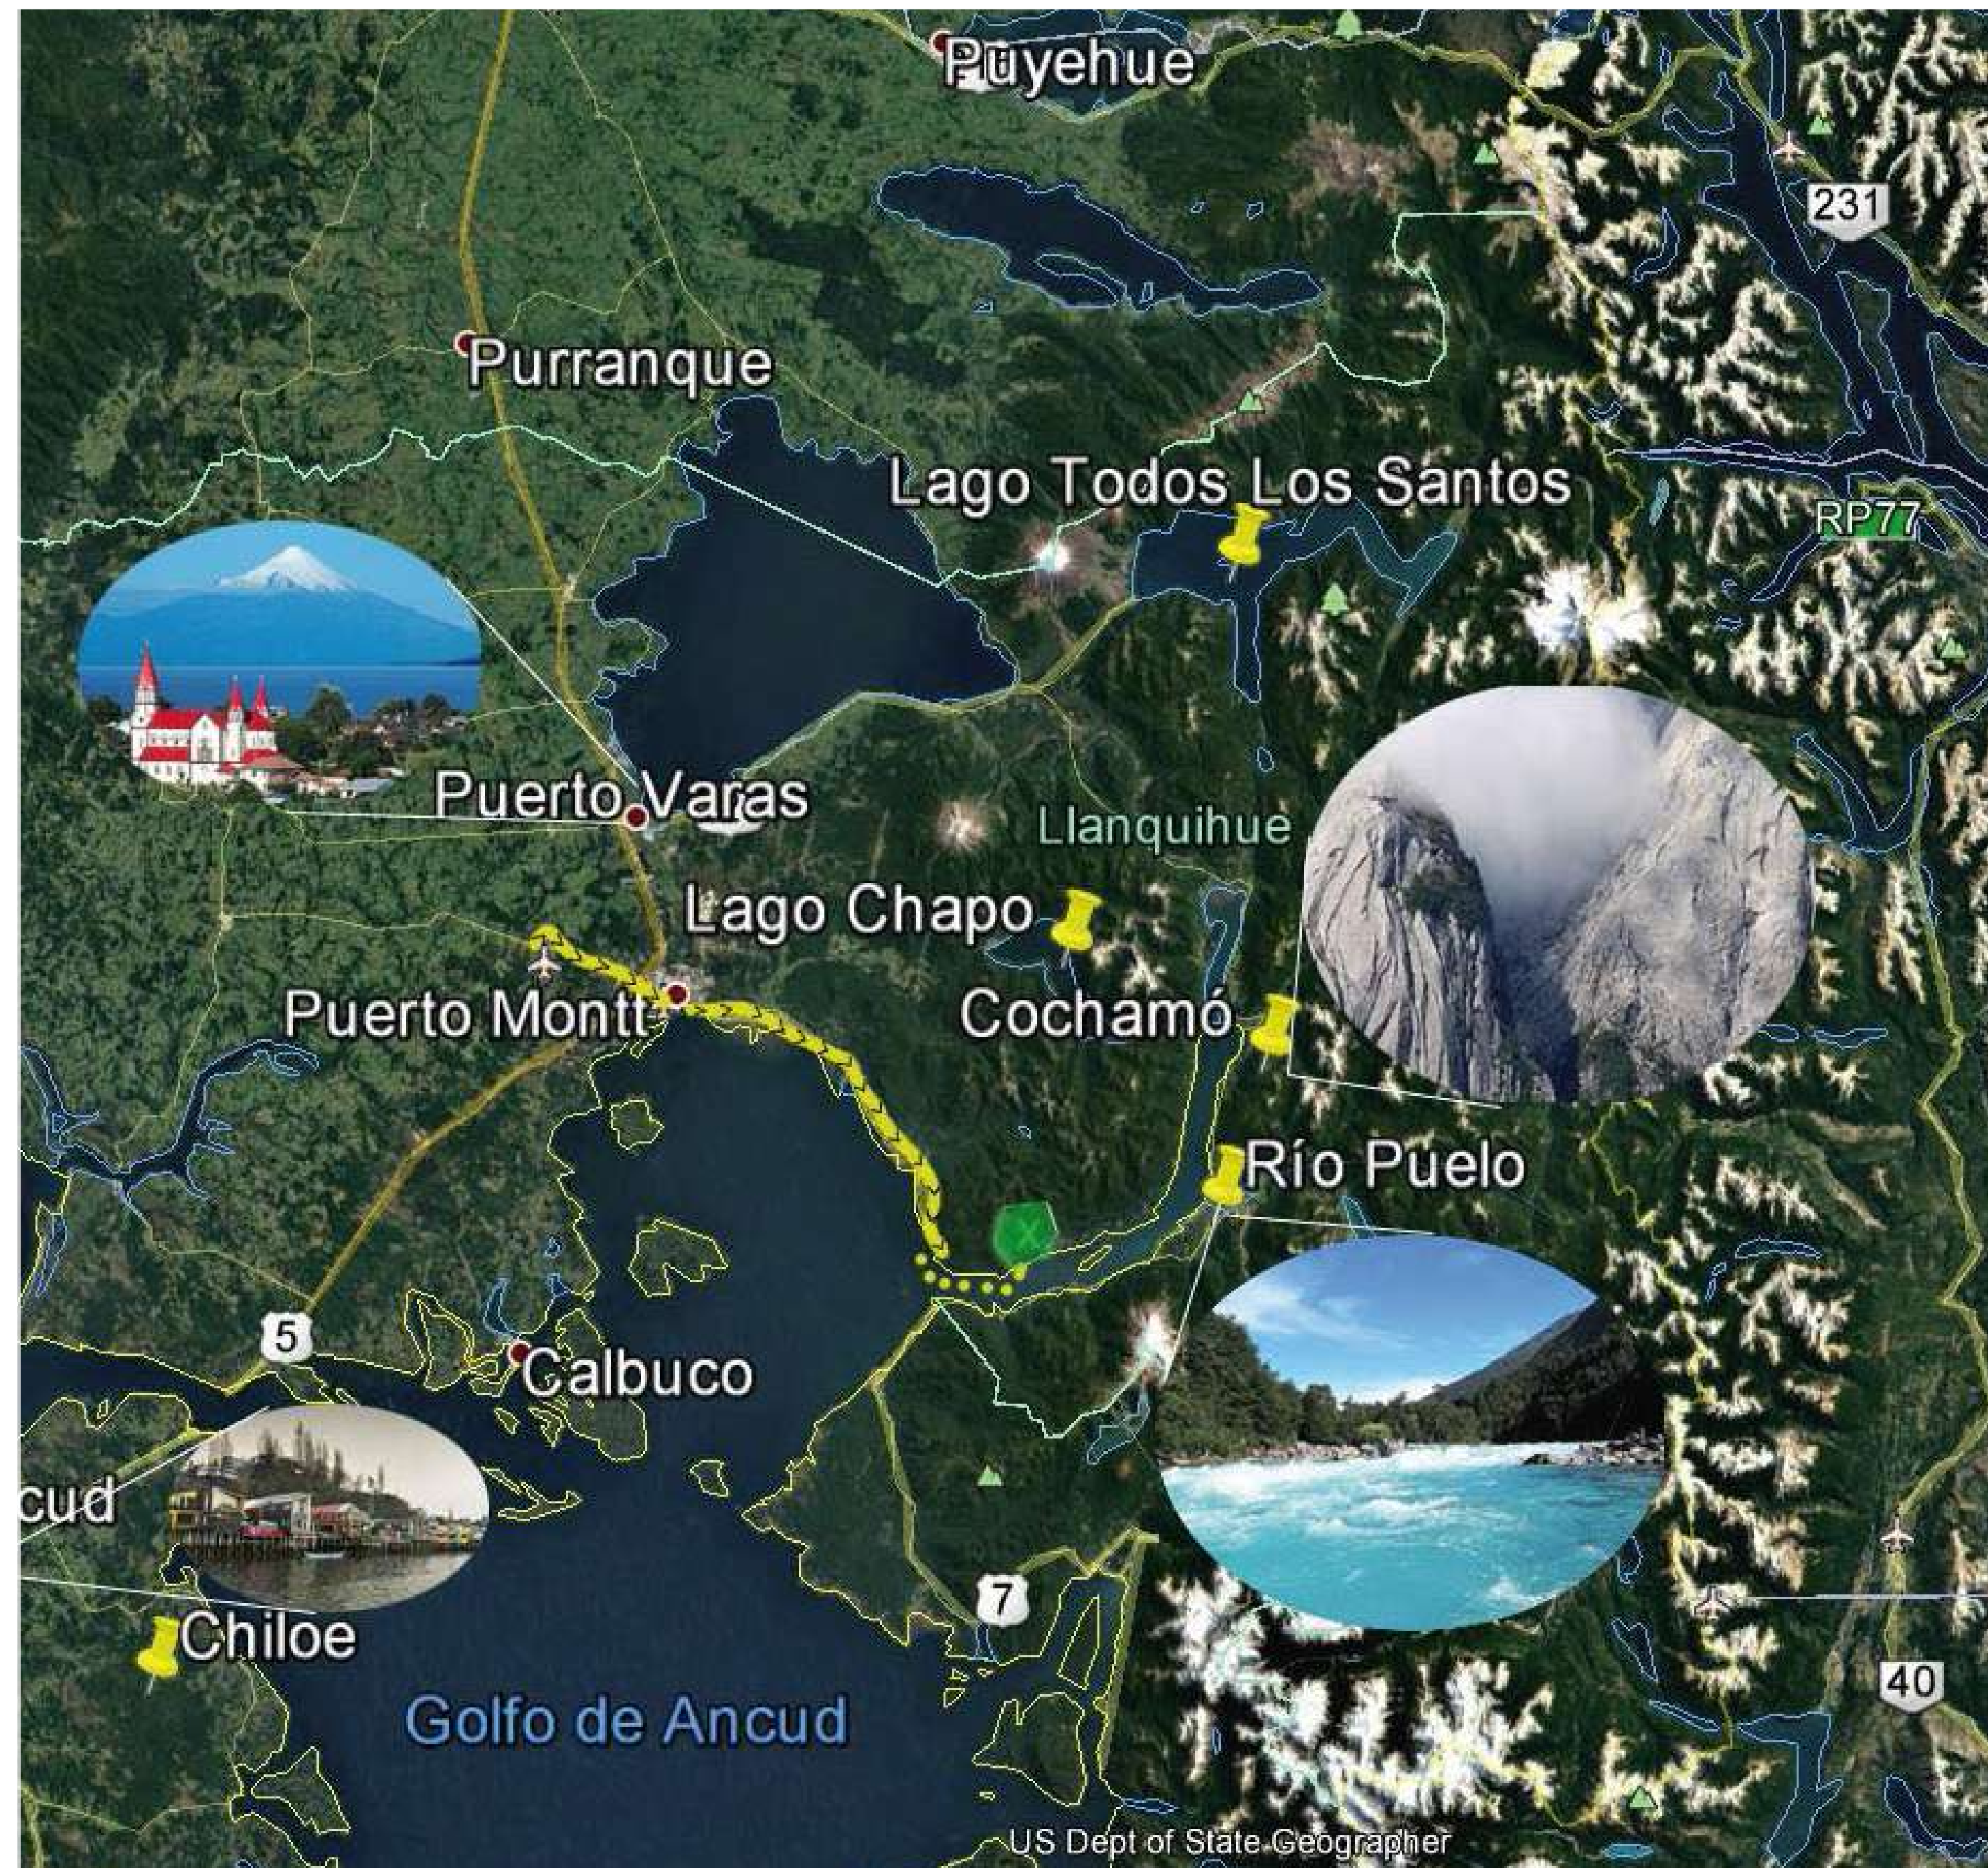 Puyehue
231
Purranque
Lago Todos Los Santos
RP77
Puerto Varas
Llanquihue
Lago Chapo
Puerto Montt
Cochamó
Río Puelo
5
Calbuco
cud
7
Chiloe
40
Golfo de Ancud
US Dept of State Geographer